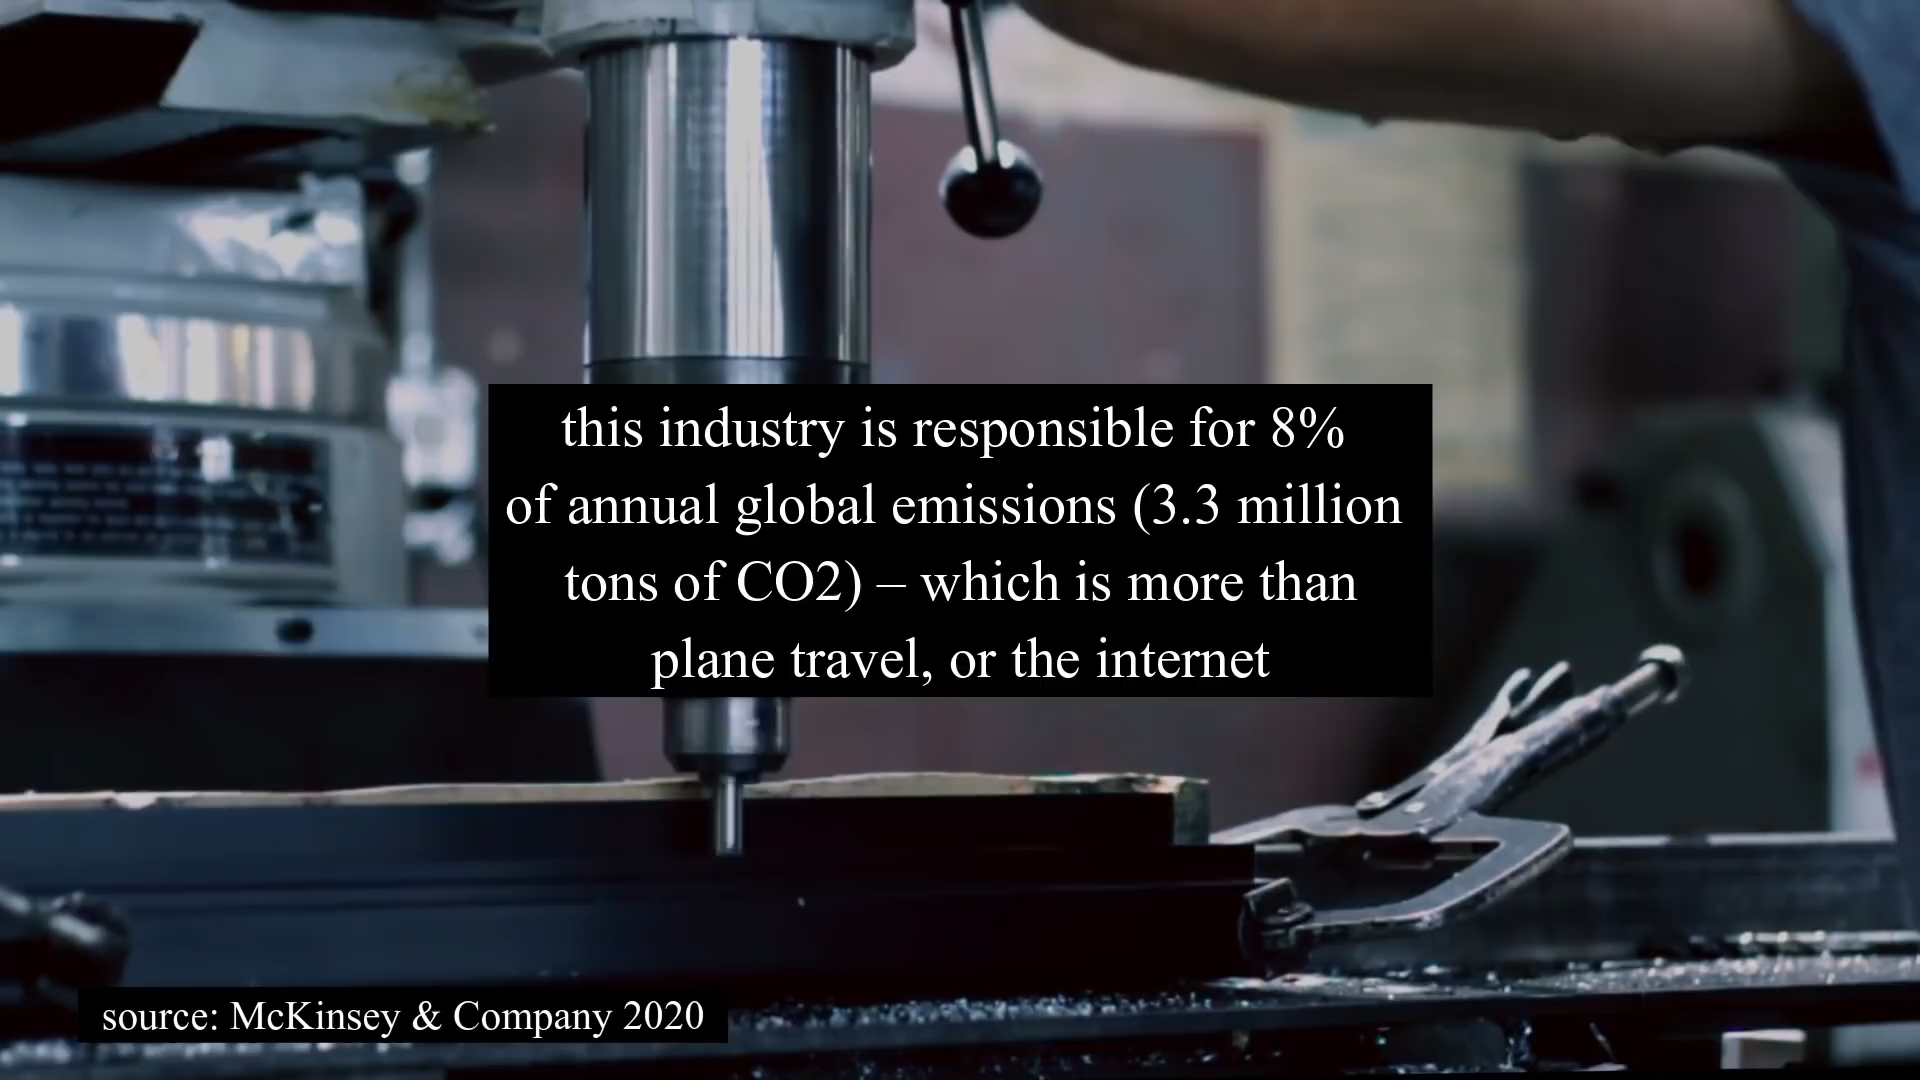 this industry is responsible for 8%
of annual global emissions (3.3 million
tons of CO2) – which is more than
plane travel, or the internet
source: McKinsey & Company 2020